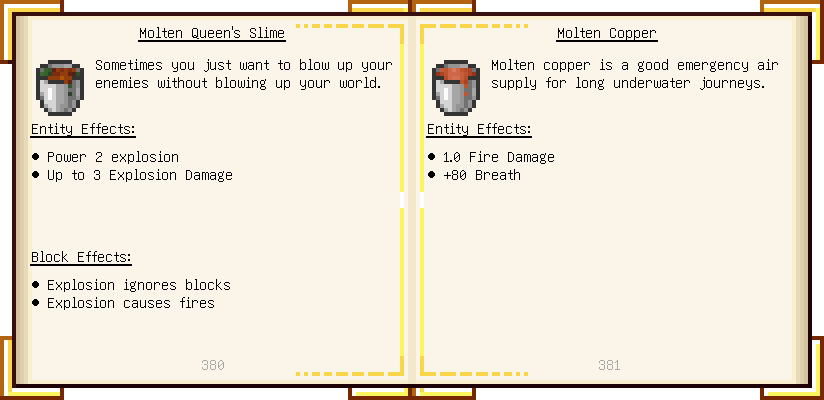 Molten Queen's Slime
Sometimes you just want to blow up your
enemies without blowing up your world.
Entity Effects:
• Power 2 explosion
• Up to 3 Explosion Damage
Block Effects:
• Explosion ignores blocks
• Explosion causes fires
380
Molten Copper
Molten copper is a good emergency air
supply for long underwater journeys.
Entity Effects:
• 1.0 Fire Damage
• +80 Breath
381